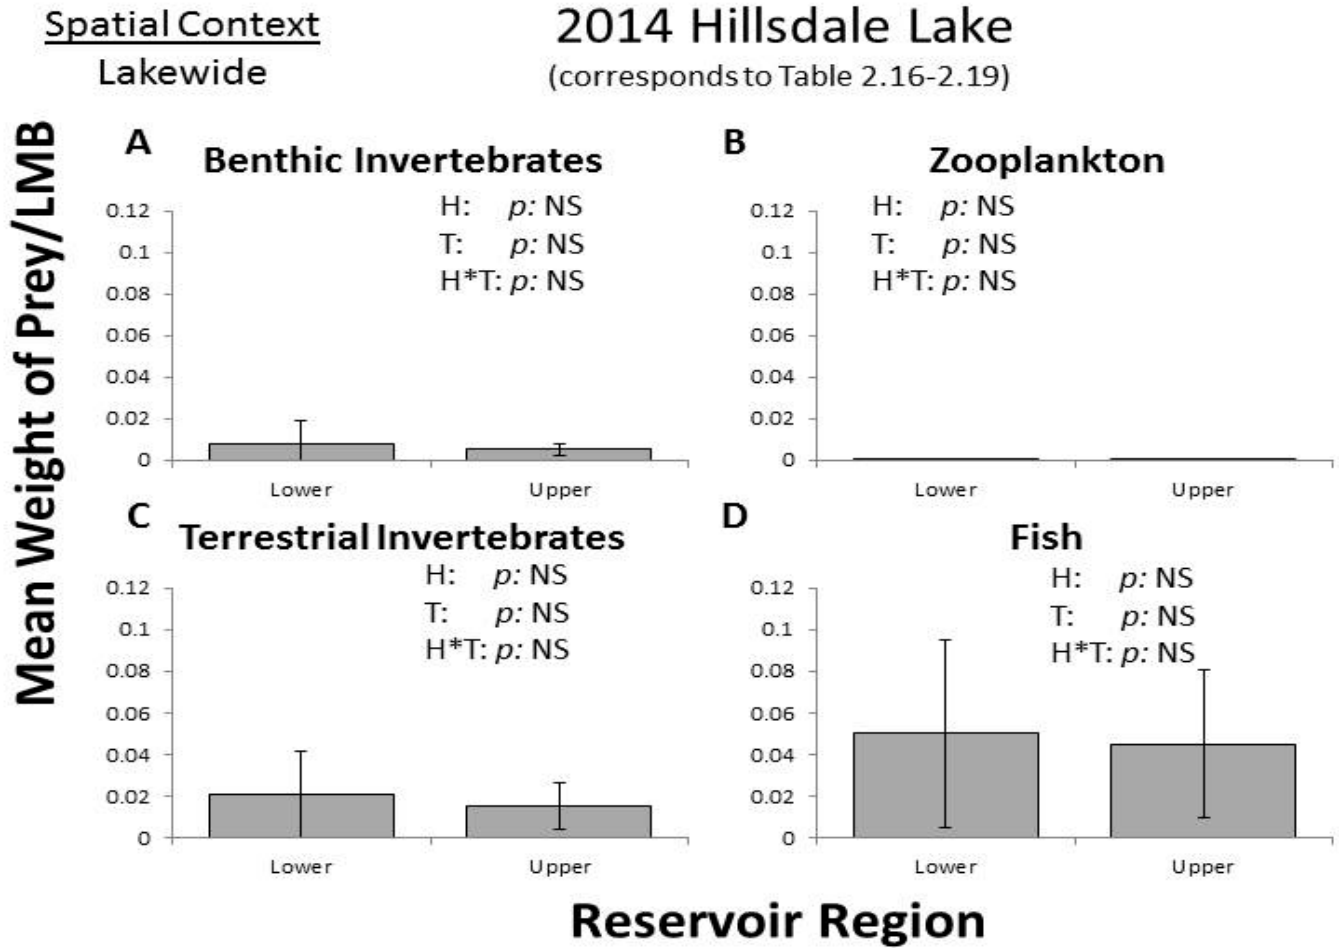 Spatial Context
Lakewide
2014 Hillsdale Lake
(corresponds to Table 2.16-2.19)
Mean Weight of Prey/LMB
A
Benthic Invertebrates
H: p: NS
T: p: NS
H*T: p: NS
0.12
0.1
0.08
0.06
0.04
0.02
0
Lower
Upper
B
Zooplankton
H: p: NS
T: p: NS
H*T: p: NS
0.12
0.1
0.08
0.06
0.04
0.02
0
Lower
Upper
C
Terrestrial Invertebrates
H: p: NS
T: p: NS
H*T: p: NS
0.12
0.1
0.08
0.06
0.04
0.02
0
Lower
Upper
D
Fish
H: p: NS
T: p: NS
H*T: p: NS
0.12
0.1
0.08
0.06
0.04
0.02
0
Lower
Upper
Reservoir Region